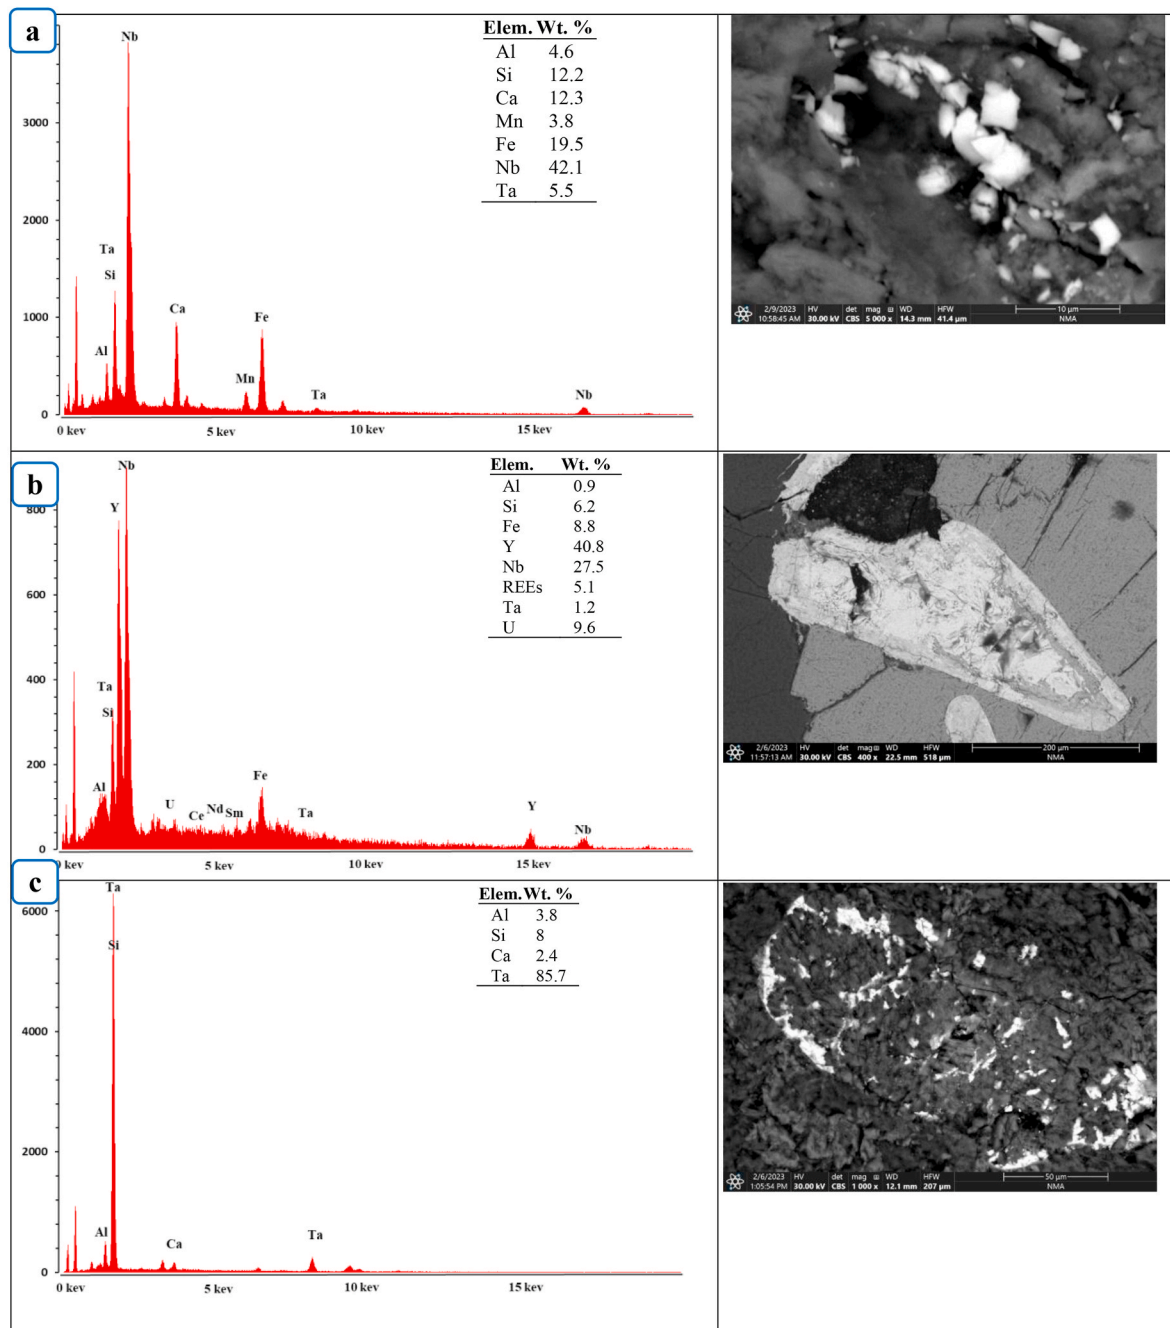 a
Nb
3000
2000
Ta
Si
1000
Ca
Fe
Al
Mn
Ta
Nb
0
0 kev
5 kev
10 kev
15 kev
Elem. Wt. %
Al 4.6
Si 12.2
Ca 12.3
Mn 3.8
Fe 19.5
Nb 42.1
Ta 5.5
2/9/2023 HV det mag WD HFW
10:58:45 AM 30.00 kV CBS 5 000 x 14.3 mm 41.4 µm
10 µm
NMA
b
Nb
800
Y
600
400
Ta
Si
200
Al
U
Ce
Nd
Sm
Fe
Ta
Y
Nb
0
kev
5 kev
10 kev
15 kev
Elem. Wt. %
Al 0.9
Si 6.2
Fe 8.8
Y 40.8
Nb 27.5
REEs 5.1
Ta 1.2
U 9.6
2/6/2023 HV det mag WD HFW
11:57:13 AM 30.00 kV CBS 400 x 22.5 mm 518 µm
200 µm
NMA
c
Ta
6000
Si
4000
2000
Al
Ca
Ta
0
0 kev
5 kev
10 kev
15 kev
Elem. Wt. %
Al 3.8
Si 8
Ca 2.4
Ta 85.7
2/6/2023 HV det mag WD HFW
1:05:54 PM 30.00 kV CBS 1 000 x 12.1 mm 207 µm
50 µm
NMA